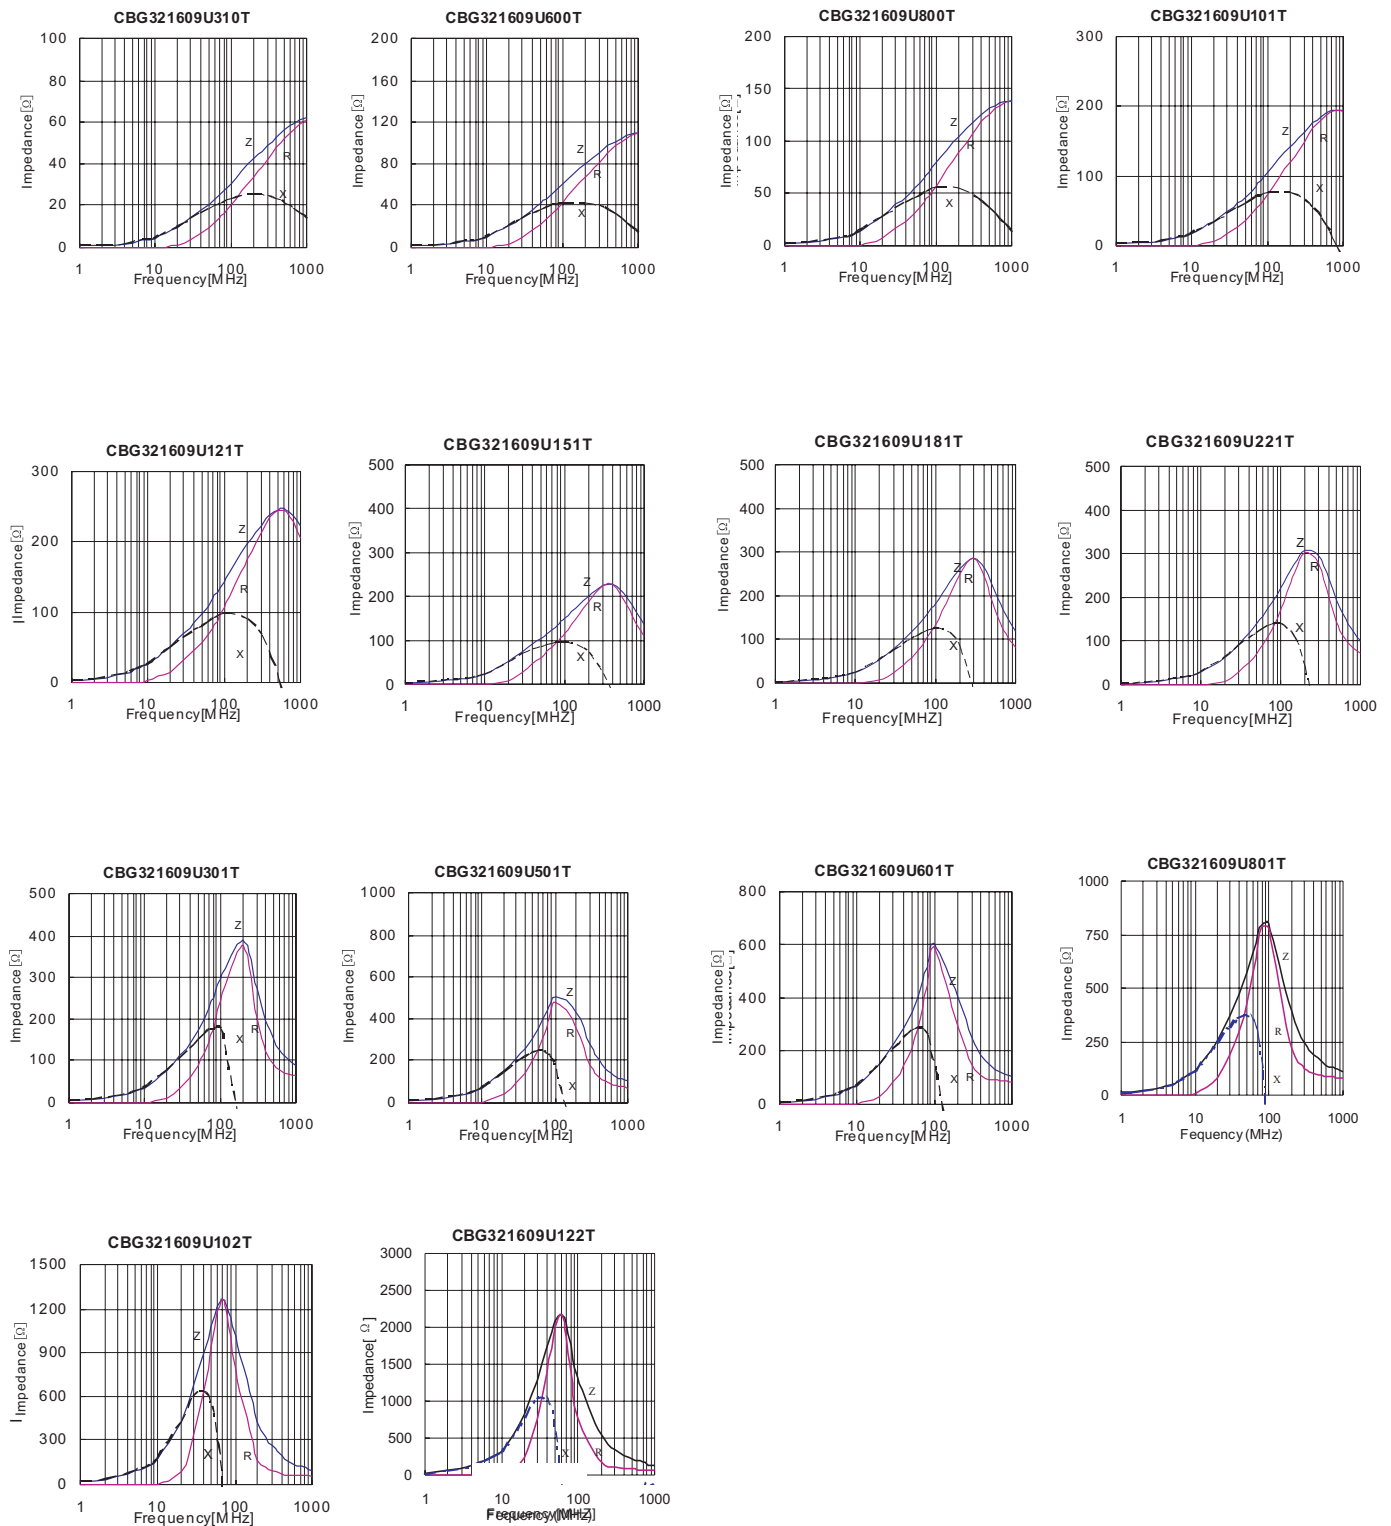 CBG321609U310T
100
80
60
40
20
0
Impedance[Ω]
Z
R
X
1 10 100 1000
Frequency[MHz]
CBG321609U600T
200
160
120
80
40
0
Impedance[Ω]
Z
R
X
1 10 100 1000
Frequency[MHz]
CBG321609U800T
200
150
100
50
0
Impedance[Ω]
Z
R
X
1 10 100 1000
Frequency[MHz]
CBG321609U101T
300
200
100
0
Impedance[Ω]
Z
R
X
1 10 100 1000
Frequency[MHz]
CBG321609U121T
300
200
100
0
Impedance[Ω]
Z
R
X
1 10 100 1000
Frequency[MHz]
CBG321609U151T
500
400
300
200
100
0
Impedance[Ω]
Z
R
X
1 10 100 1000
Frequency[MHZ]
CBG321609U181T
500
400
300
200
100
0
Impedance[Ω]
Z
R
X
1 10 100 1000
Frequency[MHZ]
CBG321609U221T
500
400
300
200
100
0
Impedance[Ω]
Z
R
X
1 10 100 1000
Frequency[MHZ]
CBG321609U301T
500
400
300
200
100
0
Impedance[Ω]
Z
R
X
1 10 100 1000
Frequency[MHz]
CBG321609U501T
1000
800
600
400
200
0
Impedance[Ω]
Z
R
X
1 10 100 1000
Frequency[MHz]
CBG321609U601T
800
600
400
200
0
Impedance[Ω]
Z
X
R
1 10 100 1000
Frequency[MHz]
CBG321609U801T
1000
750
500
250
0
Impedance[Ω]
Z
R
X
1 10 100 1000
Fequency(MHz)
CBG321609U102T
1500
1200
900
600
300
0
Impedance[Ω]
Z
X
R
1 10 100 1000
Frequency[MHz]
CBG321609U122T
3000
2500
2000
1500
1000
500
0
Impedance[Ω]
Z
X
R
1 10 100 1000